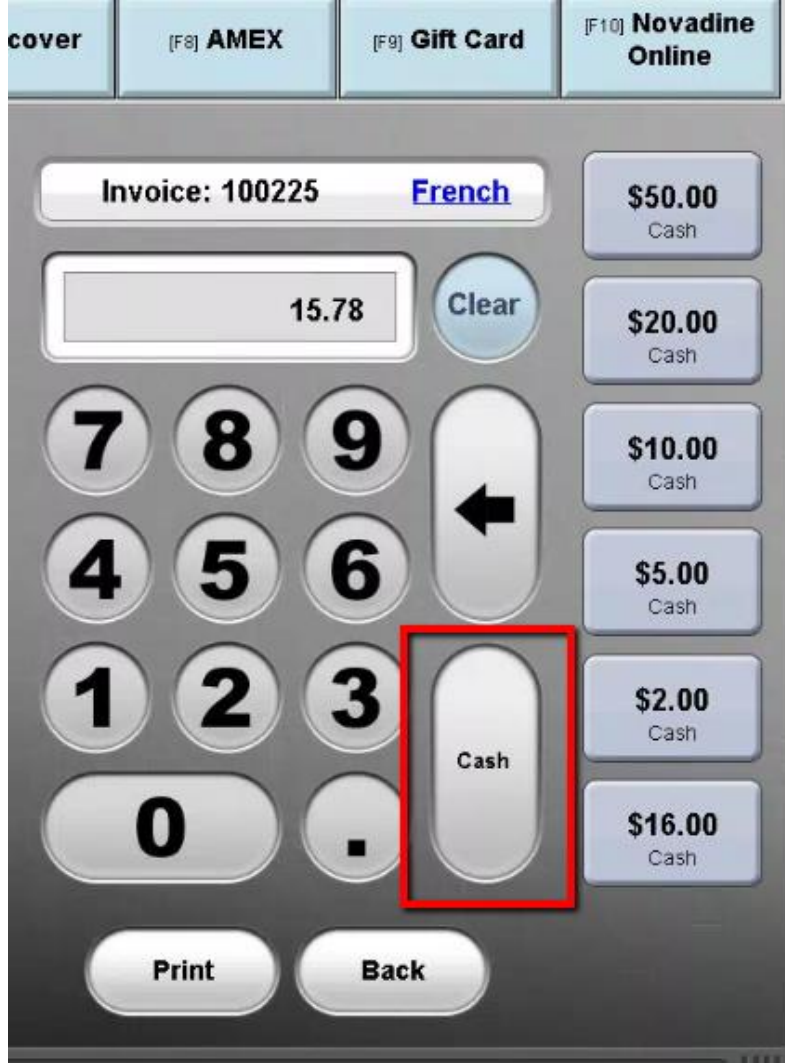 cover
[F8] AMEX
[F9] Gift Card
[F10] Novadine
Online
Invoice: 100225 French
15.78
Clear
7 8 9
4 5 6
1 2 3
Cash
0 .
Print Back
$50.00
Cash
$20.00
Cash
$10.00
Cash
$5.00
Cash
$2.00
Cash
$16.00
Cash